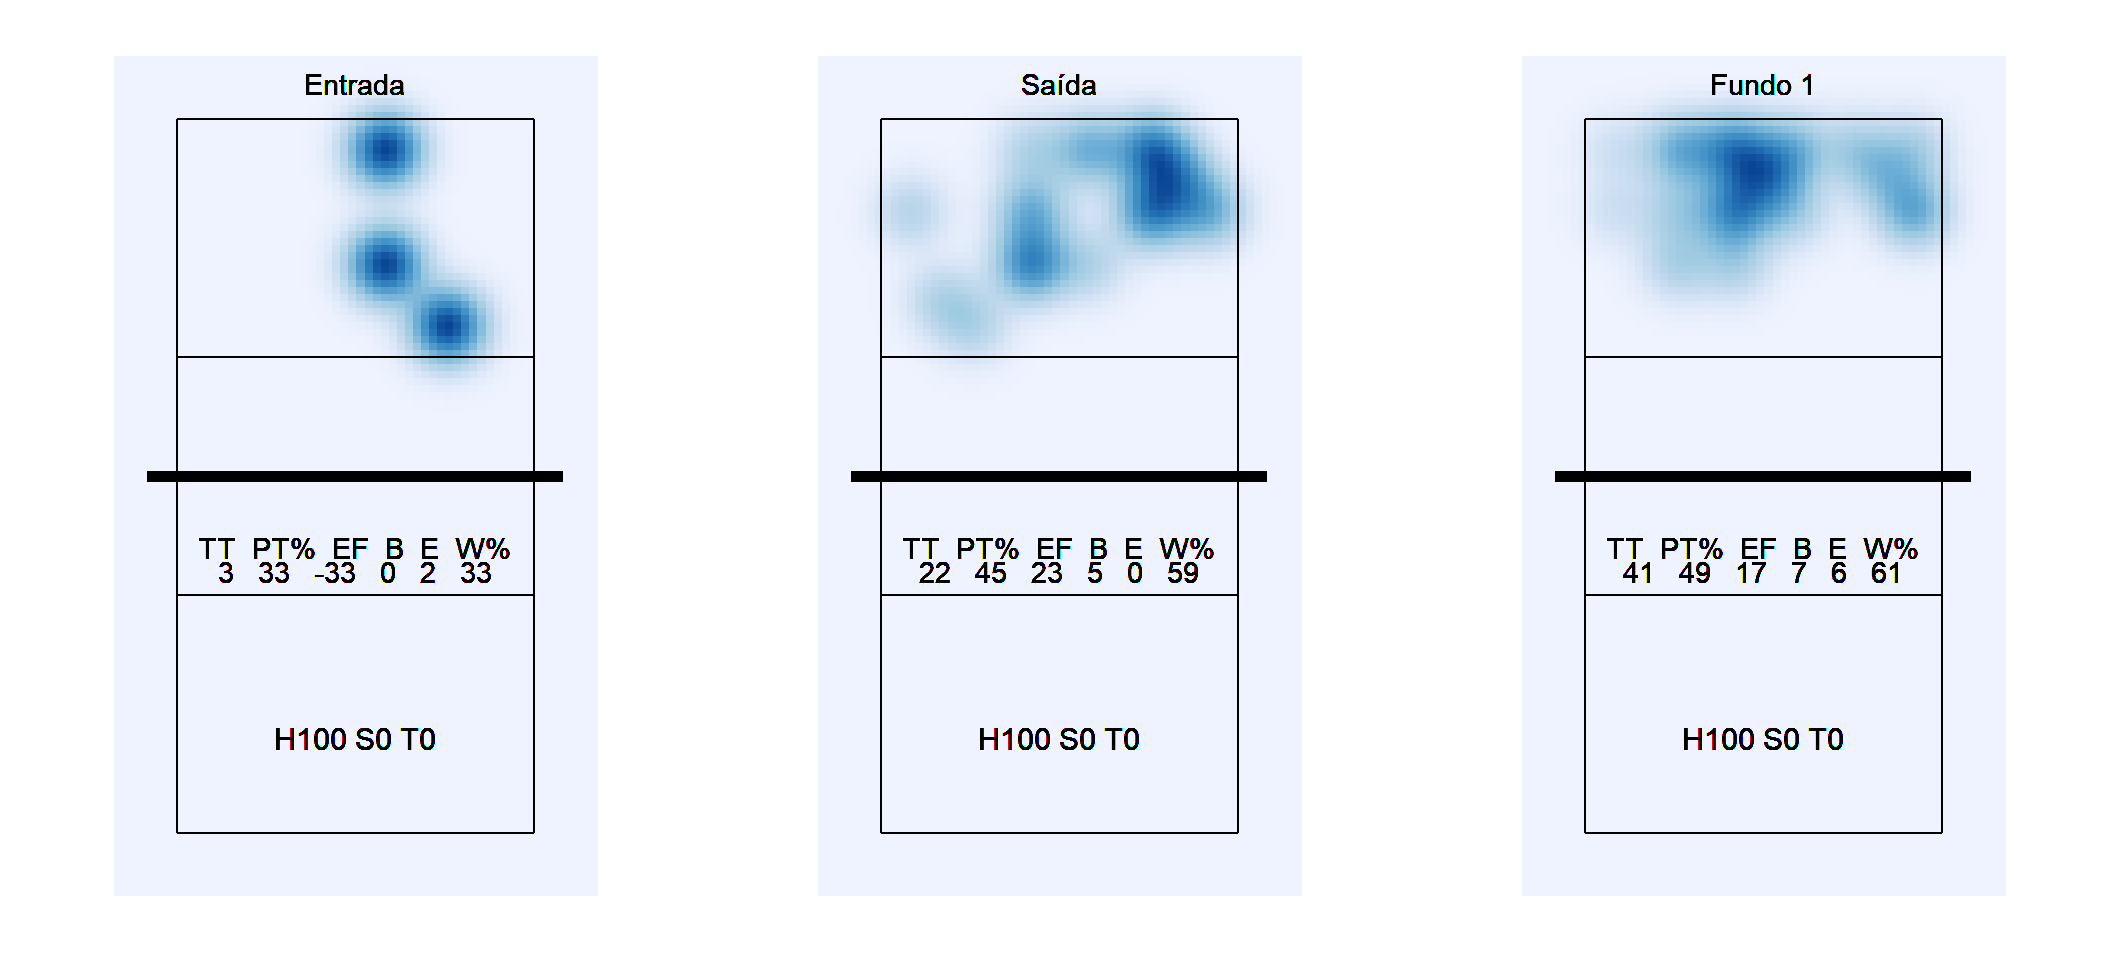 Entrada
TT PT% EF B E W%
3 33 -33 0 2 33
H100 S0 T0
Saída
TT PT% EF B E W%
22 45 23 5 0 59
H100 S0 T0
Fundo 1
TT PT% EF B E W%
41 49 17 7 6 61
H100 S0 T0